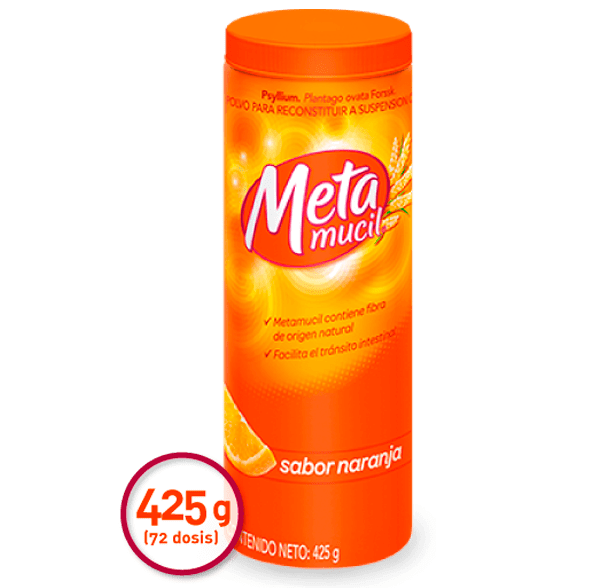 Psyllium. Plantago ovata Forssk.
POLVO PARA RECONSTITUIR A SUSPENSION
Meta
mucil
✓ Metamucil contiene fibra
de origen natural
✓ Facilita el tránsito intestinal
sabor naranja
425 g
(72 dosis)
NETO: 425 g